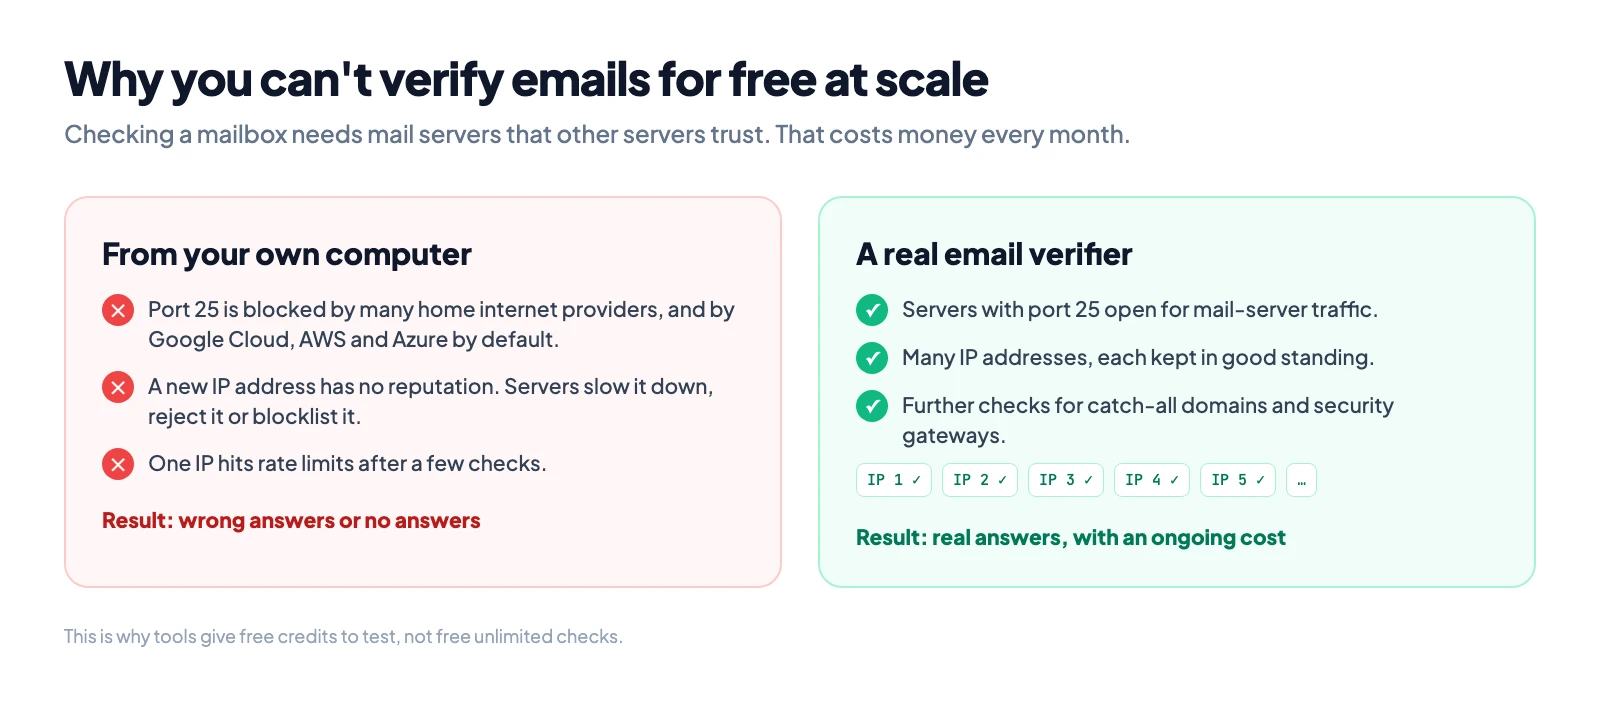 Why you can't verify emails for free at scale
Checking a mailbox needs mail servers that other servers trust. That costs money every month.
From your own computer
Port 25 is blocked by many home internet providers, and by
Google Cloud, AWS and Azure by default.
A new IP address has no reputation. Servers slow it down,
reject it or blocklist it.
One IP hits rate limits after a few checks.
Result: wrong answers or no answers
A real email verifier
Servers with port 25 open for mail-server traffic.
Many IP addresses, each kept in good standing.
Further checks for catch-all domains and security
gateways.
IP 1 ✓ IP 2 ✓ IP 3 ✓ IP 4 ✓ IP 5 ✓ …
Result: real answers, with an ongoing cost
This is why tools give free credits to test, not free unlimited checks.